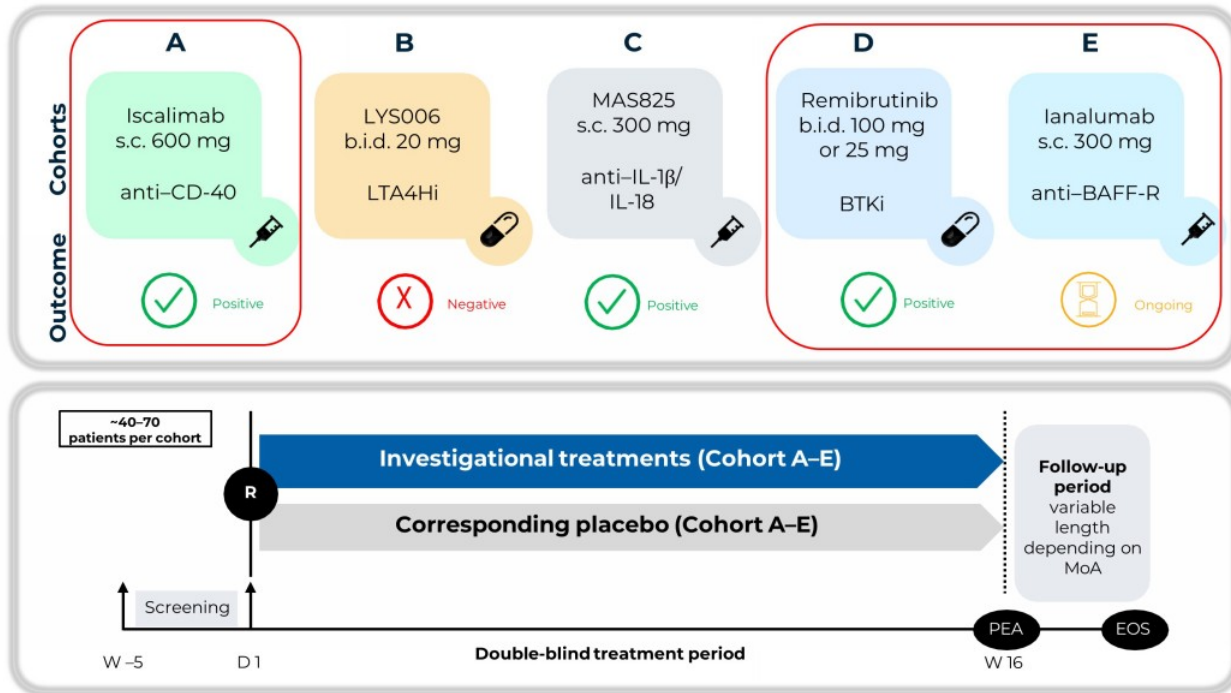 A
B
C
D
E
Cohorts
Iscalimab
s.c. 600 mg
anti–CD-40
LYS006
b.i.d. 20 mg
LTA4Hi
MAS825
s.c. 300 mg
anti–IL-1β/
IL-18
Remibrutinib
b.i.d. 100 mg
or 25 mg
BTKi
Ianalumab
s.c. 300 mg
anti–BAFF-R
Outcome
Positive
X
Negative
Positive
Positive
Ongoing
~40–70
patients per cohort
R
Investigational treatments (Cohort A–E)
Corresponding placebo (Cohort A–E)
Follow-up
period
variable
length
depending on
MoA
Screening
PEA
EOS
W –5
D 1
Double-blind treatment period
W 16